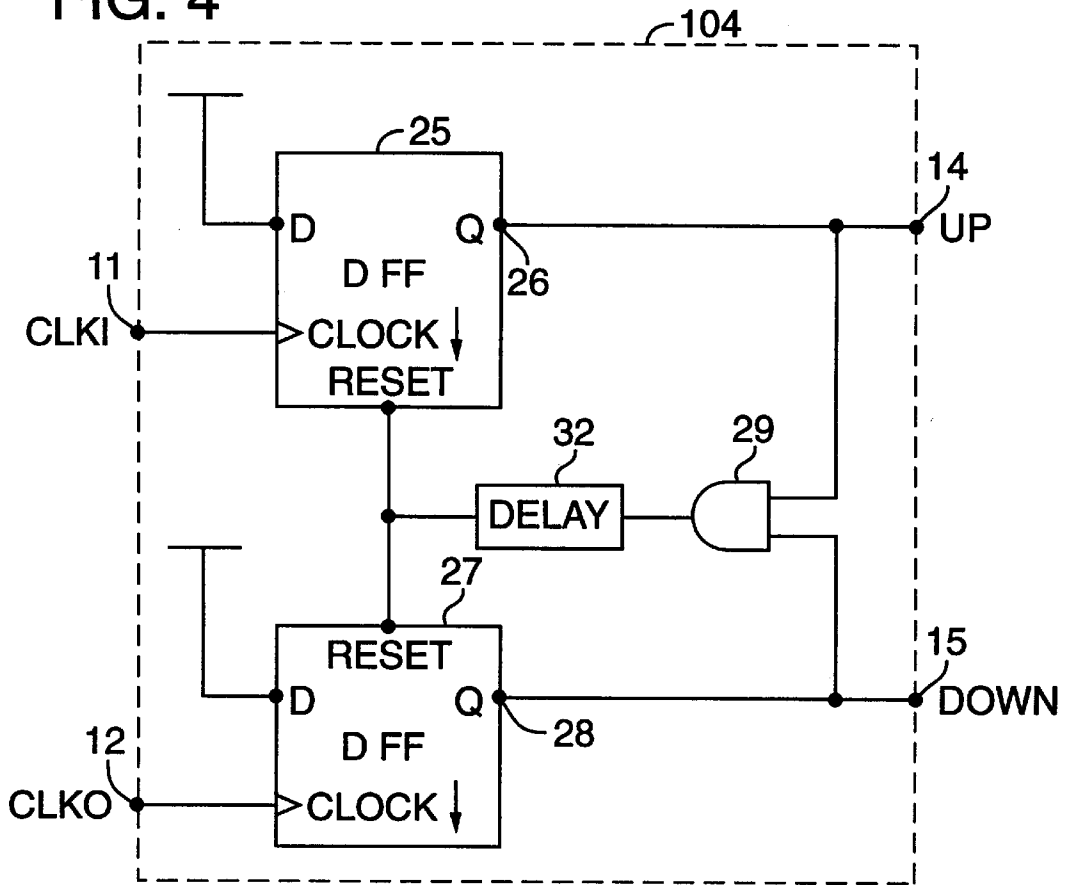 FIG. 4
104
25
14
D
Q
UP
11
D FF
26
CLKI
CLOCK ↓
RESET
32
29
DELAY
27
RESET
15
D
Q
DOWN
12
D FF
28
CLKO
CLOCK ↓